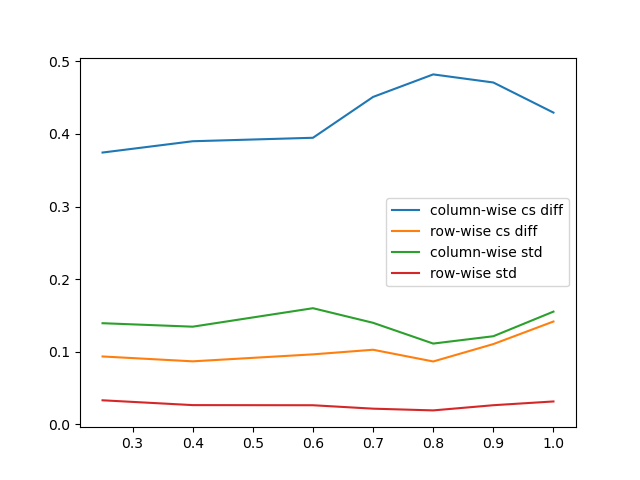 0.5
0.4
0.3
0.2
0.1
0.0
column-wise cs diff
row-wise cs diff
column-wise std
row-wise std
0.3 0.4 0.5 0.6 0.7 0.8 0.9 1.0